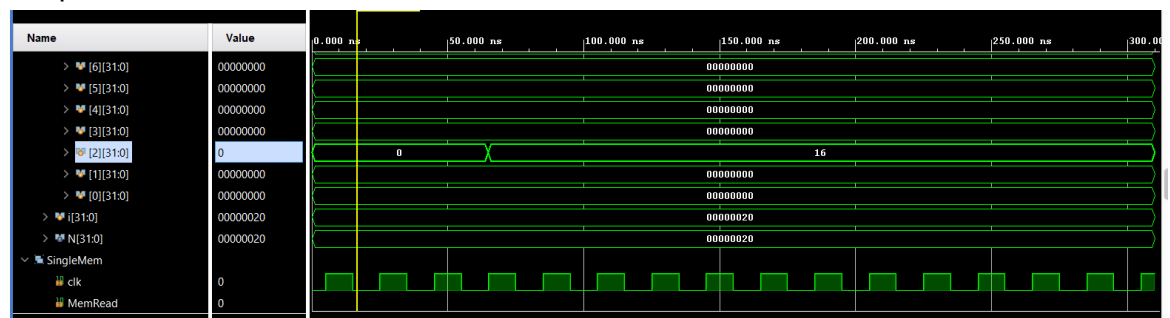 Name Value 0.000 ns 50.000 ns 100.000 ns 150.000 ns 200.000 ns 250.000 ns 300.00
[6][31:0] 00000000 00000000
[5][31:0] 00000000 00000000
[4][31:0] 00000000 00000000
[3][31:0] 00000000 00000000
[2][31:0] 0 0 16
[1][31:0] 00000000 00000000
[0][31:0] 00000000 00000000
i[31:0] 00000020 00000020
N[31:0] 00000020 00000020
SingleMem
clk 0
MemRead 0